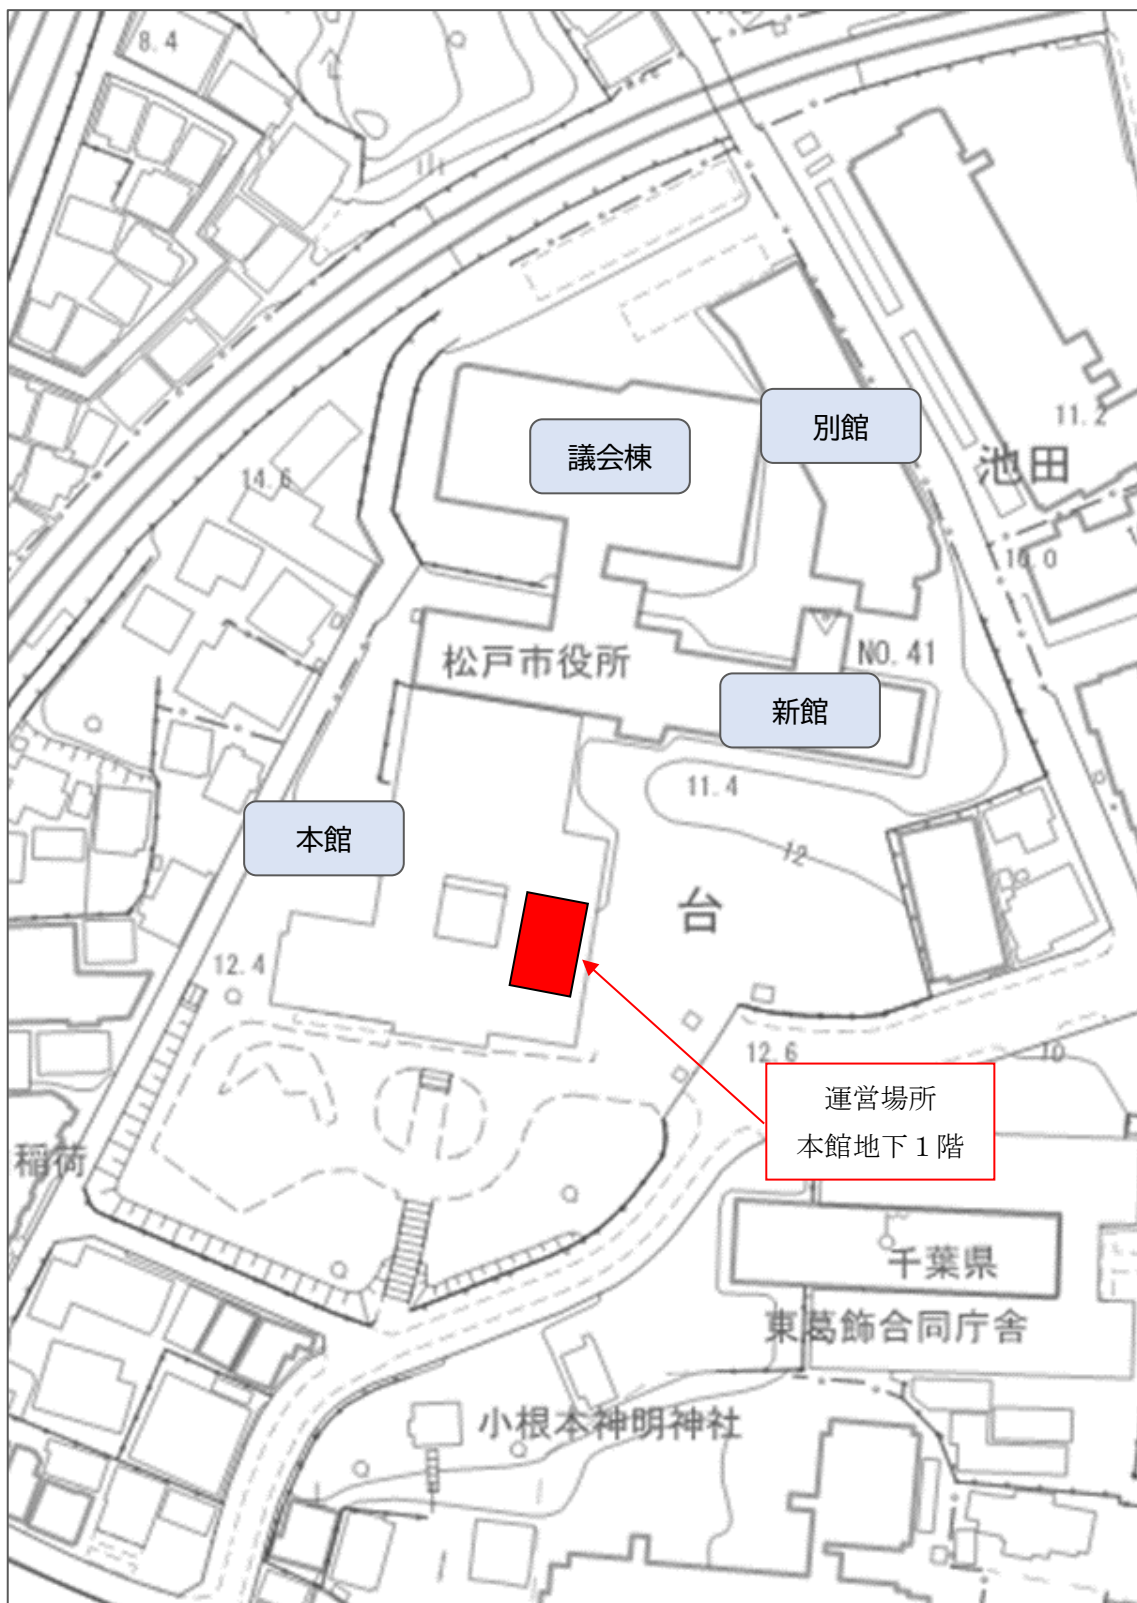 8.4
別館
11.2
議会棟
池田
14.6
10.0
NO.41
松戸市役所
新館
11.4
本館
12
台
12.4
12.6
10
運営場所
本館地下１階
稲荷
千葉県
東葛飾合同庁舎
小根本神明神社